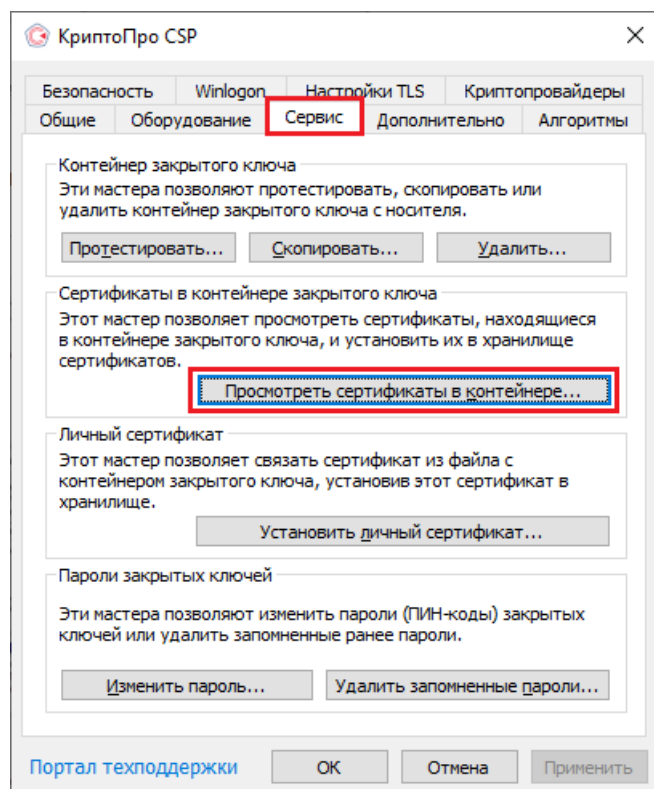 КриптоПро CSP
Безопасность Winlogon Настройки TLS Криптопровайдеры
Общие Оборудование Сервис Дополнительно Алгоритмы
Контейнер закрытого ключа
Эти мастера позволяют протестировать, скопировать или
удалить контейнер закрытого ключа с носителя.
Протестировать... Скопировать... Удалить...
Сертификаты в контейнере закрытого ключа
Этот мастер позволяет просмотреть сертификаты, находящиеся
в контейнере закрытого ключа, и установить их в хранилище
сертификатов.
Просмотреть сертификаты в контейнере...
Личный сертификат
Этот мастер позволяет связать сертификат из файла с
контейнером закрытого ключа, установив этот сертификат в
хранилище.
Установить личный сертификат...
Пароли закрытых ключей
Эти мастера позволяют изменить пароли (ПИН-коды) закрытых
ключей или удалить запомненные ранее пароли.
Изменить пароль... Удалить запомненные пароли...
Портал техподдержки ОК Отмена Применить